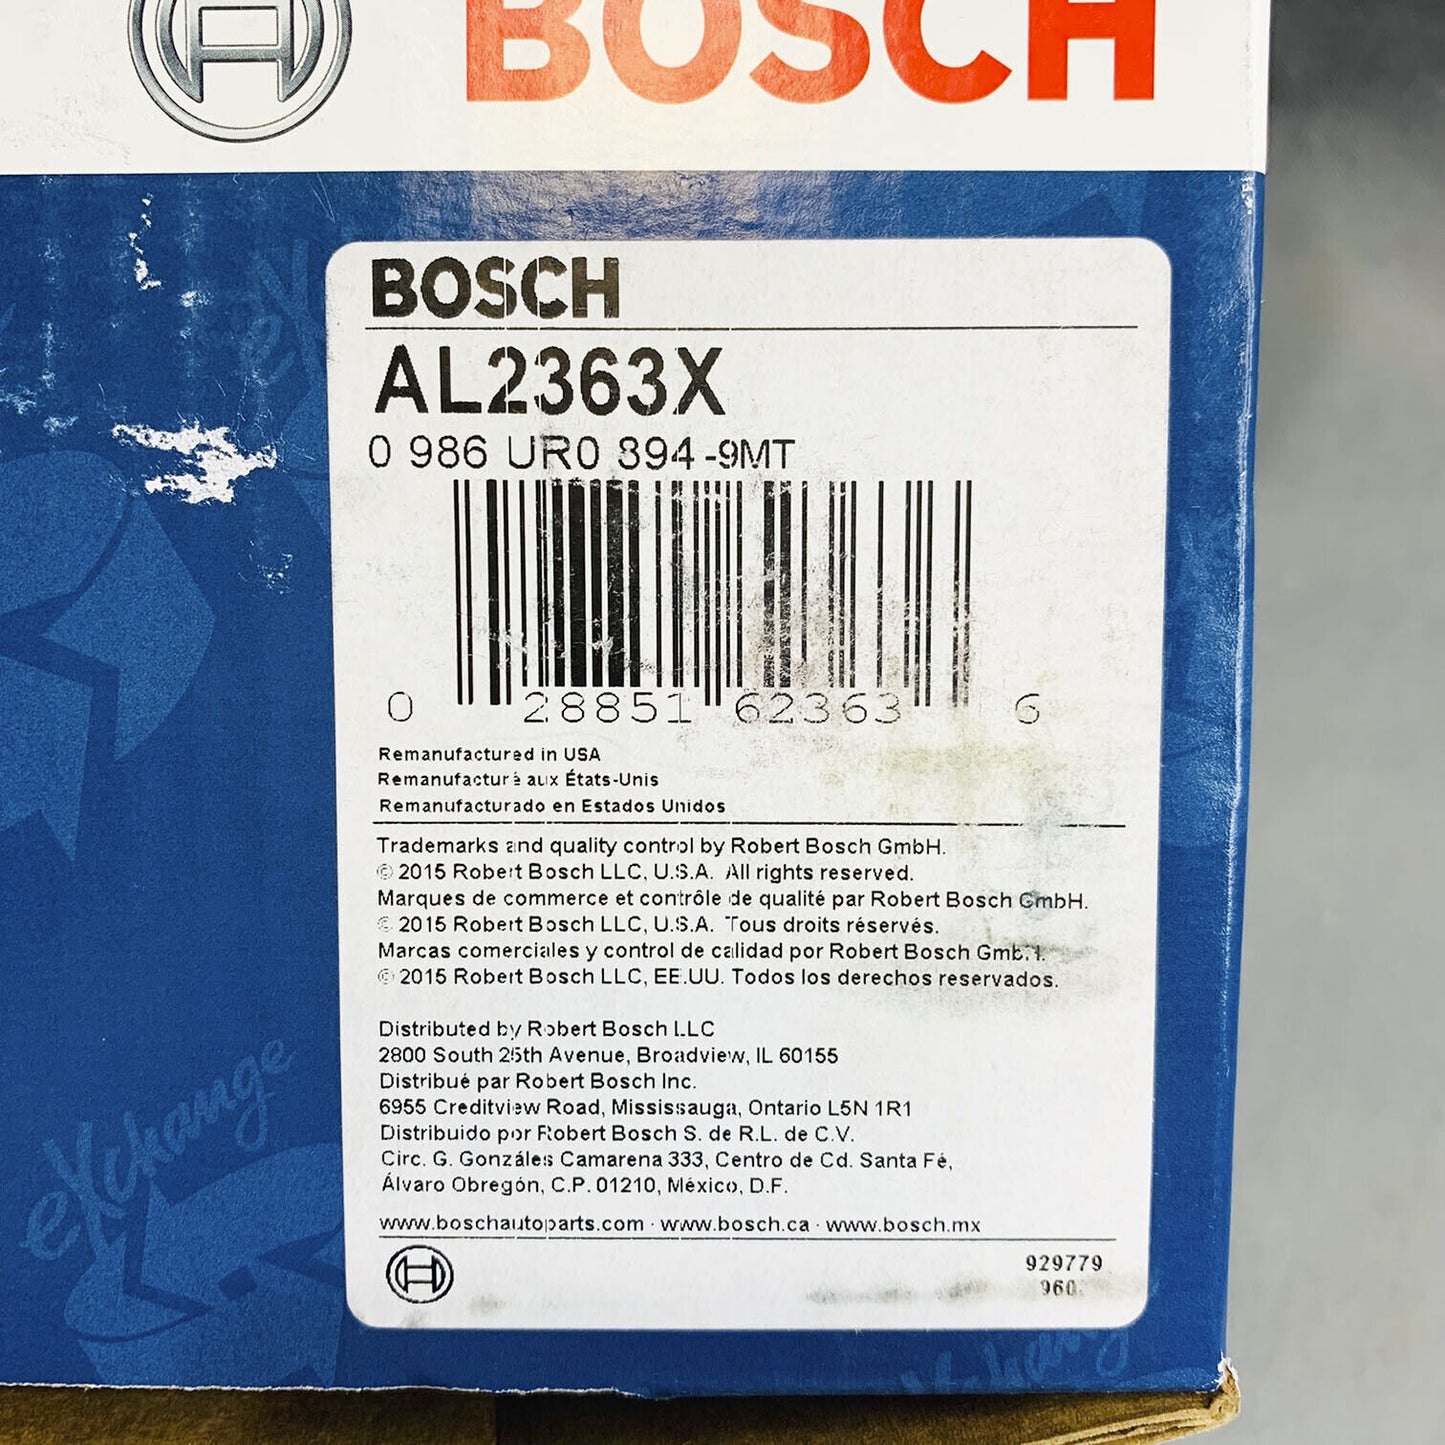 BOSCH
BOSCH
AL2363X
0 986 UR0 894-9MT
0 28851 62363 6
Remanufactured in USA
Remanufacturé aux États-Unis
Remanufacturado en Estados Unidos
Trademarks and quality control by Robert Bosch GmbH.
© 2015 Robert Bosch LLC, U.S.A. All rights reserved.
Marques de commerce et contrôle de qualité par Robert Bosch GmbH.
© 2015 Robert Bosch LLC, U.S.A. Tous droits réservés.
Marcas comerciales y control de calidad por Robert Bosch GmbH.
© 2015 Robert Bosch LLC, EE.UU. Todos los derechos reservados.
Distributed by Robert Bosch LLC
2800 South 25th Avenue, Broadview, IL 60155
Distribué par Robert Bosch Inc.
6955 Creditview Road, Mississauga, Ontario L5N 1R1
Distribuido por Robert Bosch S. de R.L. de C.V.
Circ. G. Gonzáles Camarena 333, Centro de Cd. Santa Fé,
Álvaro Obregón, C.P. 01210, México, D.F.
www.boschautoparts.com · www.bosch.ca · www.bosch.mx
929779
eXchange
eXchange